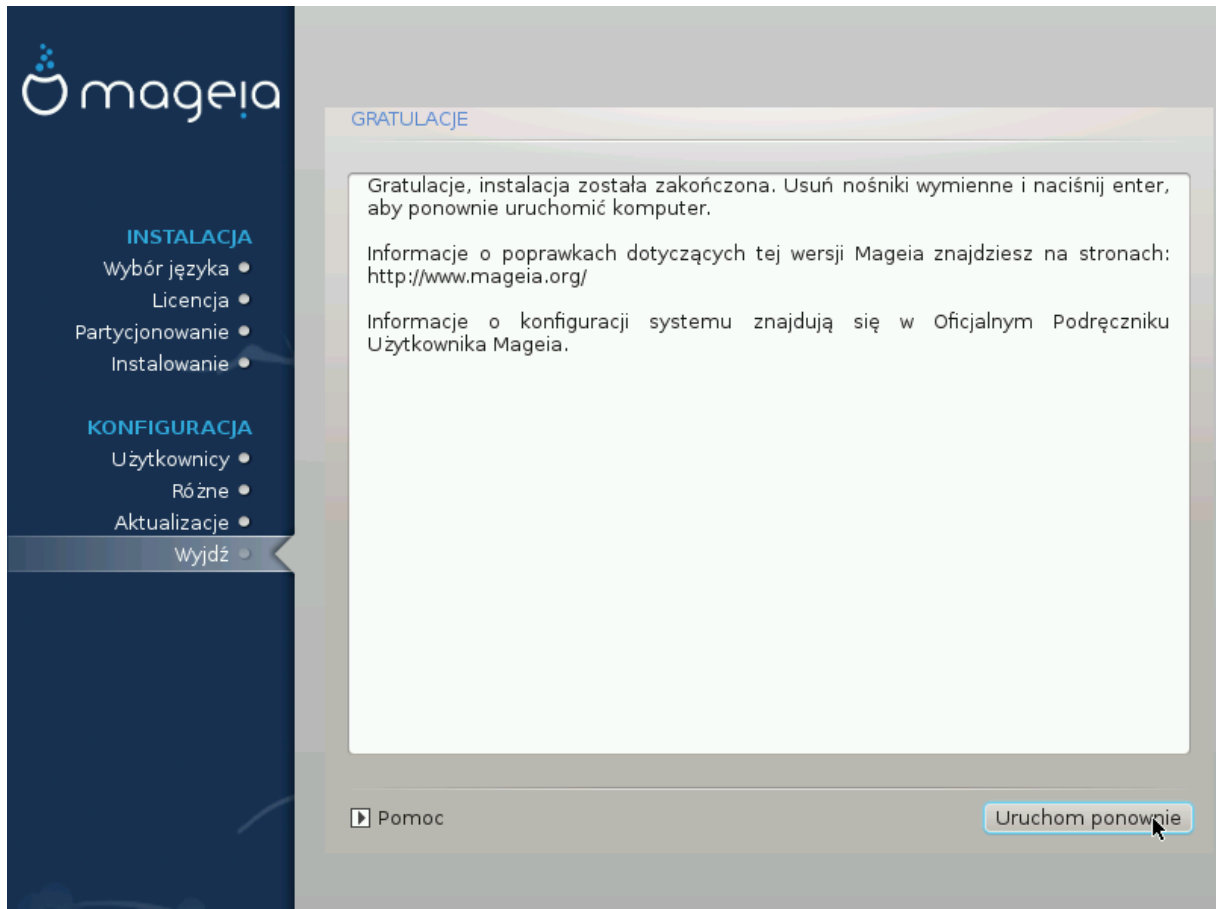 mageia
INSTALACJA
Wybór języka
Licencja
Partycjonowanie
Instalowanie
KONFIGURACJA
Użytkownicy
Różne
Aktualizacje
Wyjdź
GRATULACJE
Gratulacje, instalacja została zakończona. Usuń nośniki wymienne i naciśnij enter,
aby ponownie uruchomić komputer.
Informacje o poprawkach dotyczących tej wersji Mageia znajdziesz na stronach:
http://www.mageia.org/
Informacje o konfiguracji systemu znajdują się w Oficjalnym Podręczniku
Użytkownika Mageia.
Pomoc
Uruchom ponownie